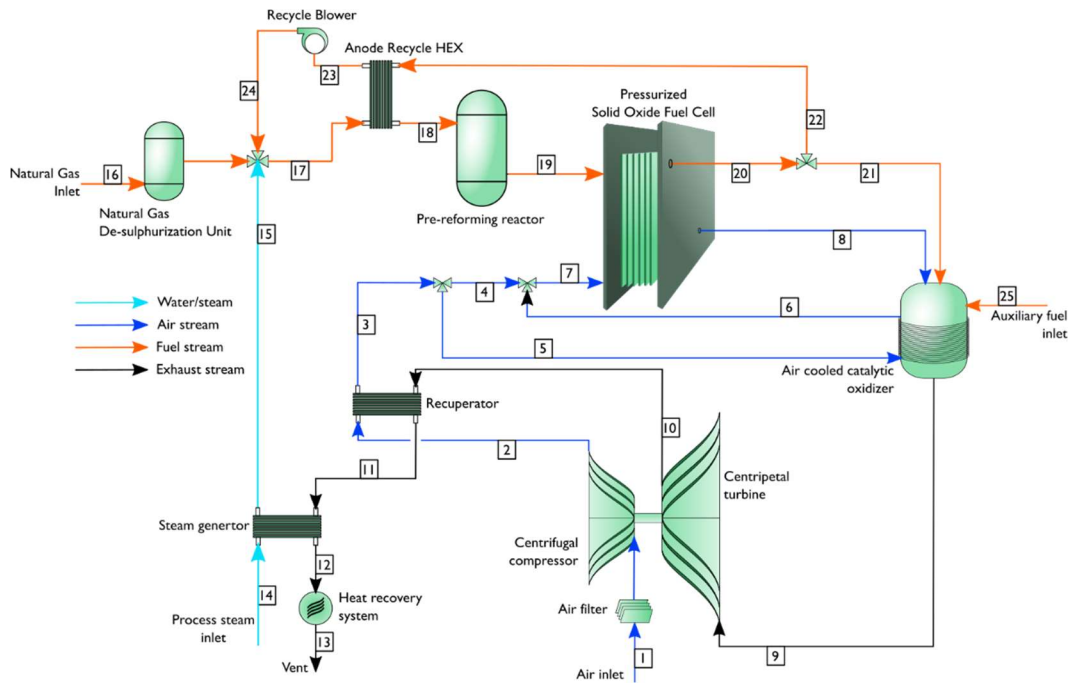 Recycle Blower
Anode Recycle HEX
23
24
22
Pressurized
Solid Oxide Fuel Cell
18
16
17
19
20
21
Natural Gas
Inlet
Natural Gas
De-sulphurization Unit
Pre-reforming reactor
15
8
7
4
Water/steam
Air stream
Fuel stream
Exhaust stream
3
6
25
Auxiliary fuel
inlet
5
Air cooled catalytic
oxidizer
Recuperator
10
2
11
Centripetal
turbine
Steam genertor
Centrifugal
compressor
12
14
Heat recovery
system
Air filter
Process steam
inlet
13
1
9
Vent
Air inlet